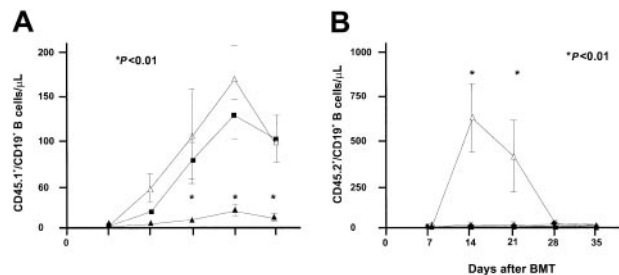 A
B
CD45.1+/CD19+ B cells/µL
200
150
100
60
0
0
*P<0.01
* * *
CD45.2+/CD19+ B cells/µL
1000
750
500
250
0
0 7 14 21 28 35
* *
*P<0.01
Days after BMT